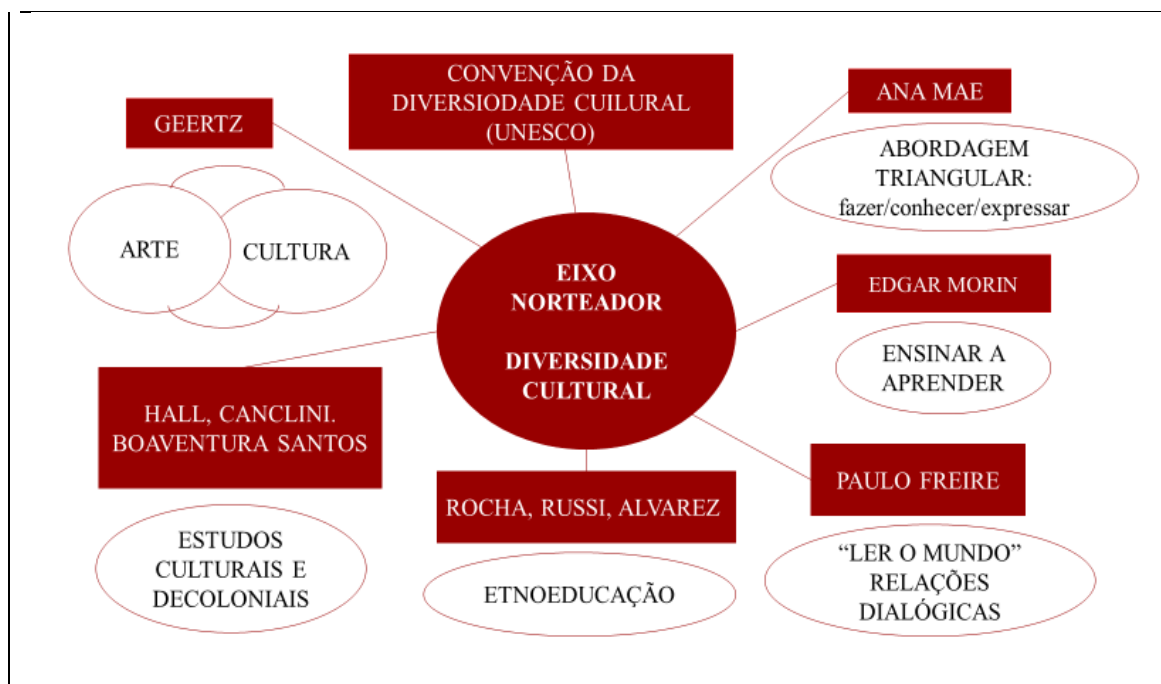 CONVENÇÃO DA
DIVERSIODADE CUILURAL
(UNESCO)
GEERTZ
ARTE
CULTURA
ANA MAE
ABORDAGEM
TRIANGULAR:
fazer/conhecer/expressar
EIXO
NORTEADOR
DIVERSIDADE
CULTURAL
EDGAR MORIN
ENSINAR A
APRENDER
HALL, CANCLINI.
BOAVENTURA SANTOS
ESTUDOS
CULTURAIS E
DECOLONIAIS
ROCHA, RUSSI, ALVAREZ
ETNOEDUCAÇÃO
PAULO FREIRE
“LER O MUNDO”
RELAÇÕES
DIALÓGICAS